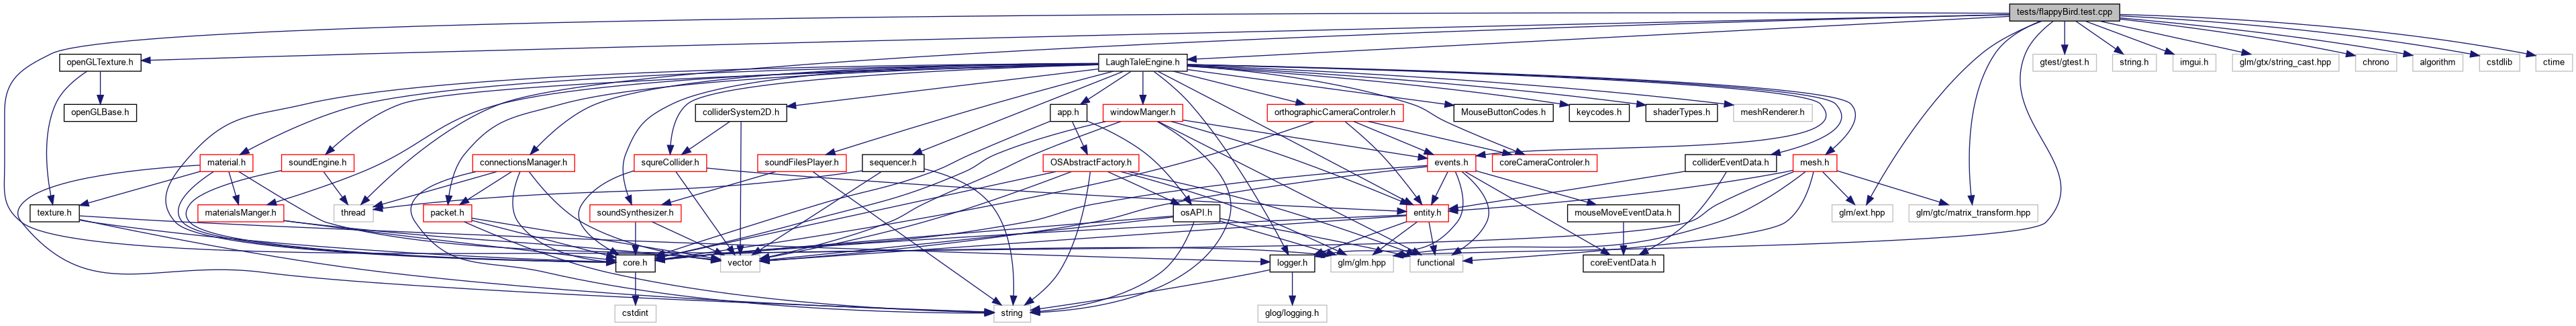 tests/flappyBird.test.cpp
openGLTexture.h
LaughTaleEngine.h
gtest/gtest.h
string.h
imgui.h
glm/gtx/string_cast.hpp
chrono
algorithm
cstdlib
ctime
openGLBase.h
colliderSystem2D.h
app.h
windowManger.h
orthographicCameraControler.h
MouseButtonCodes.h
keycodes.h
shaderTypes.h
meshRenderer.h
material.h
soundEngine.h
connectionsManager.h
squreCollider.h
soundFilesPlayer.h
sequencer.h
OSAbstractFactory.h
events.h
coreCameraControler.h
colliderEventData.h
mesh.h
texture.h
materialsManger.h
thread
packet.h
soundSynthesizer.h
osAPI.h
entity.h
mouseMoveEventData.h
glm/ext.hpp
glm/gtc/matrix_transform.hpp
core.h
vector
logger.h
glm/glm.hpp
functional
coreEventData.h
cstdint
string
glog/logging.h